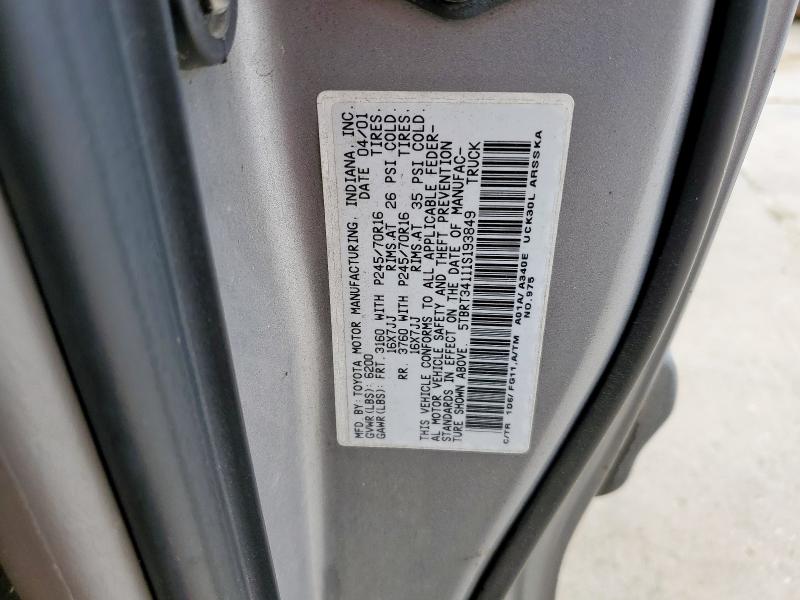 MFD. BY: TOYOTA MOTOR MANUFACTURING, INDIANA, INC.
GVWR(LBS): 6200 DATE 04/01
GAWR(LBS): FRT. 3160 WITH P245/70R16 TIRES.
16X7JJ RIMS.AT 26 PSI COLD.
RR. 3760 WITH P245/70R16 TIRES.
16X7JJ RIMS.AT 35 PSI COLD.
THIS VEHICLE CONFORMS TO ALL APPLICABLE FEDER-
AL MOTOR VEHICLE SAFETY AND THEFT PREVENTION
STANDARDS IN EFFECT ON THE DATE OF MANUFAC-
TURE SHOWN ABOVE. 5TBRT34111S193849 TRUCK
C/TR 106/ FG11,A/TM A01A/ A340E UCK30L ARSSKA
NO.975